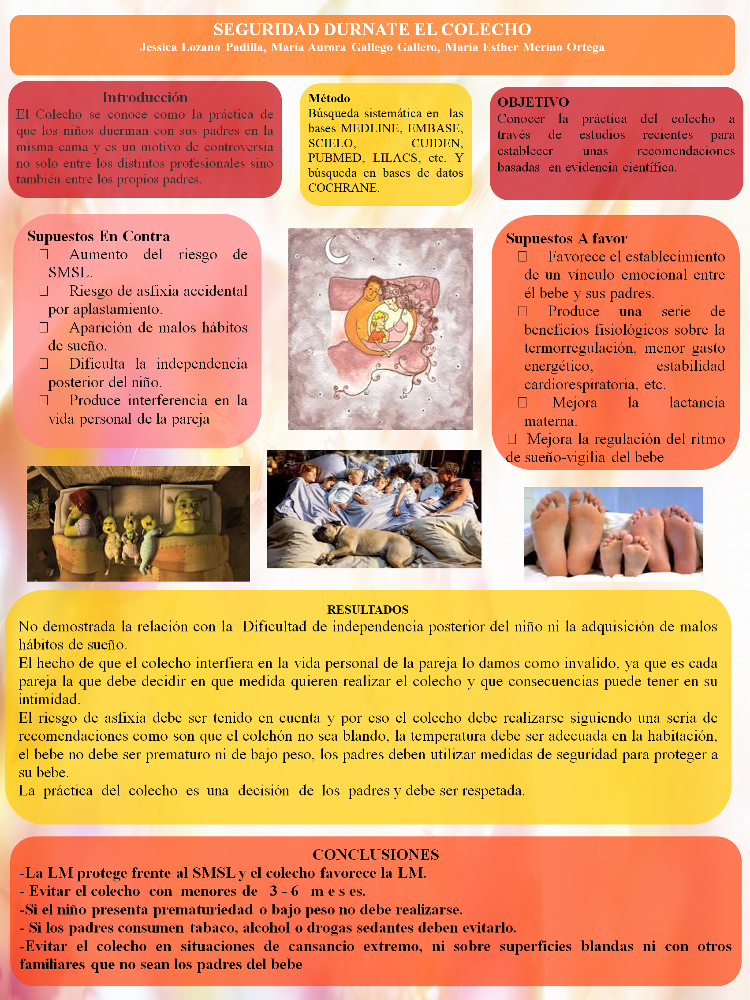 SEGURIDAD DURNATE EL COLECHO
Jessica Lozano Padilla, María Aurora Gallego Gallero, María Esther Merino Ortega
Introducción
El Colecho se conoce como la práctica de
que los niños duerman con sus padres en la
misma cama y es un motivo de controversia
no solo entre los distintos profesionales sino
también entre los propios padres.
Método
Búsqueda sistemática en las
bases MEDLINE, EMBASE,
SCIELO, CUIDEN,
PUBMED, LILACS, etc. Y
búsqueda en bases de datos
COCHRANE.
OBJETIVO
Conocer la práctica del colecho a
través de estudios recientes para
establecer unas recomendaciones
basadas en evidencia científica.
Supuestos En Contra
Aumento del riesgo de
SMSL.
Riesgo de asfixia accidental
por aplastamiento.
Aparición de malos hábitos
de sueño.
Dificulta la independencia
posterior del niño.
Produce interferencia en la
vida personal de la pareja
Supuestos A favor
Favorece el establecimiento
de un vínculo emocional entre
él bebe y sus padres.
Produce una serie de
beneficios fisiológicos sobre la
termorregulación, menor gasto
energético, estabilidad
cardiorespiratoria, etc.
Mejora la lactancia
materna.
Mejora la regulación del ritmo
de sueño-vigilia del bebe
RESULTADOS
No demostrada la relación con la Dificultad de independencia posterior del niño ni la adquisición de malos
hábitos de sueño.
El hecho de que el colecho interfiera en la vida personal de la pareja lo damos como invalido, ya que es cada
pareja la que debe decidir en que medida quieren realizar el colecho y que consecuencias puede tener en su
intimidad.
El riesgo de asfixia debe ser tenido en cuenta y por eso el colecho debe realizarse siguiendo una seria de
recomendaciones como son que el colchón no sea blando, la temperatura debe ser adecuada en la habitación,
el bebe no debe ser prematuro ni de bajo peso, los padres deben utilizar medidas de seguridad para proteger a
su bebe.
La práctica del colecho es una decisión de los padres y debe ser respetada.
CONCLUSIONES
-La LM protege frente al SMSL y el colecho favorece la LM.
- Evitar el colecho con menores de 3 - 6 m e s es.
-Si el niño presenta prematuriedad o bajo peso no debe realizarse.
- Si los padres consumen tabaco, alcohol o drogas sedantes deben evitarlo.
-Evitar el colecho en situaciones de cansancio extremo, ni sobre superficies blandas ni con otros
familiares que no sean los padres del bebe